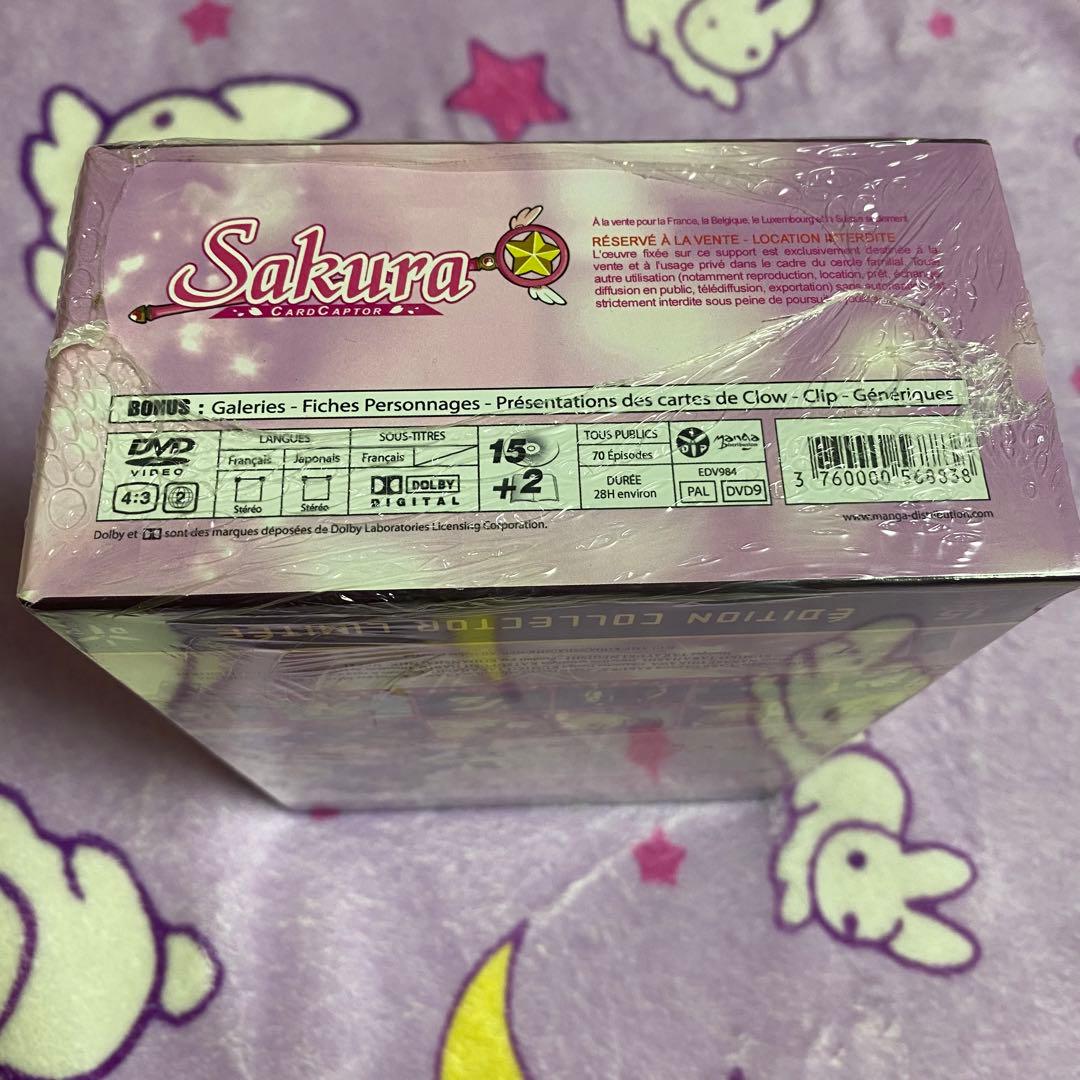 Sakura
CARDCAPTOR
À la vente pour la France, la Belgique, le Luxembourg et la Suisse seulement
RÉSERVÉ À LA VENTE - LOCATION INTERDITE
L'œuvre fixée sur ce support est exclusivement destinée à la
vente et à l'usage privé dans le cadre du cercle familial. Toute
autre utilisation (notamment reproduction, location, prêt, échange,
diffusion en public, télédiffusion, exportation) sans
strictement interdite sous peine de
BONUS : Galeries - Fiches Personnages - Présentations des cartes de Clow - Clip - Génériques
DVD
VIDEO
4:3
2
LANGUES
Français
Japonais
Stéréo
Stéréo
SOUS-TITRES
Français
DOLBY
DIGITAL
15
+2
TOUS PUBLICS
70 Épisodes
DURÉE
28H environ
manga
distribution
EDV984
PAL
DVD9
3 760000 568938
www.manga-distribution.com
Dolby et sont des marques déposées de Dolby Laboratories Licensing Corporation.
ÉDITION COLLECTOR LIMITÉE